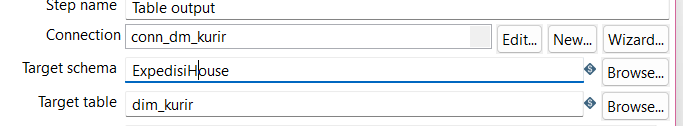 Step name Table output
Connection conn_dm_kurir Edit... New... Wizard...
Target schema ExpedisiHouse Browse...
Target table dim_kurir Browse...